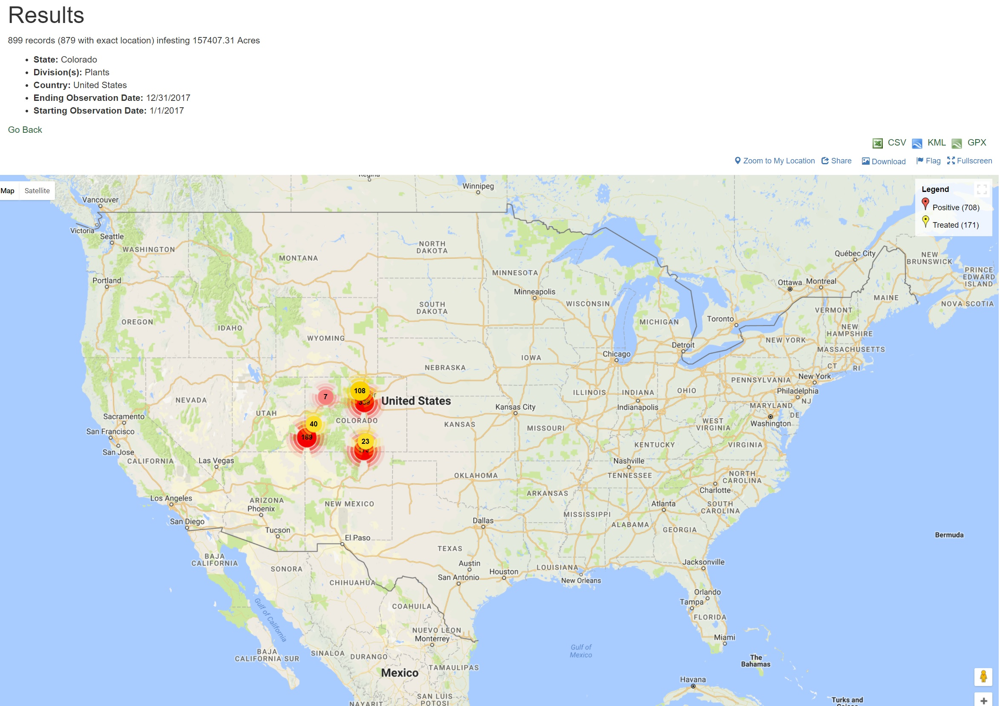 Results
899 records (879 with exact location) infesting 157407.31 Acres
• State: Colorado
• Division(s): Plants
• Country: United States
• Ending Observation Date: 12/31/2017
• Starting Observation Date: 1/1/2017
Go Back
CSV KML GPX
Zoom to My Location Share Download Flag Fullscreen
Map Satellite
Legend
Positive (708)
Treated (171)
Regina
Winnipeg
Vancouver
Victoria
Seattle
WASHINGTON
MONTANA
NORTH
DAKOTA
MINNESOTA
Québec City
NEW
BRUNSWICK
PRINCE
EDWARD
ISLAND
Portland
Minneapolis
Ottawa
Montreal
MAINE
NOVA SCOTIA
SOUTH
DAKOTA
WISCONSIN
VERMONT
OREGON
IDAHO
MICHIGAN
Toronto
NEW
HAMPSHIRE
WYOMING
NEW YORK
Detroit
MASSACHUSETTS
Chicago
IOWA
CT
RI
NEBRASKA
PENNSYLVANIA
New York
7
108
United States
ILLINOIS
INDIANA
OHIO
Philadelphia
NJ
NEVADA
Kansas City
Indianapolis
MARYLAND
UTAH
Sacramento
COLORADO
40
KANSAS
MISSOURI
WEST
VIRGINIA
DE
Washington
San Francisco
189
23
San Jose
KENTUCKY
VIRGINIA
CALIFORNIA
Las Vegas
Nashville
TENNESSEE
NORTH
CAROLINA
OKLAHOMA
Charlotte
ARKANSAS
Los Angeles
ARIZONA
Phoenix
NEW MEXICO
Atlanta
SOUTH
CAROLINA
MISSISSIPPI
San Diego
Dallas
ALABAMA
GEORGIA
Tucson
El Paso
Bermuda
TEXAS
BAJA
CALIFORNIA
SONORA
Austin
Houston
LOUISIANA
Jacksonville
San Antonio
New Orleans
CHIHUAHUA
Orlando
Tampa
COAHUILA
Gulf of California
FLORIDA
NUEVO LEON
Monterrey
Miami
Gulf of
Mexico
BAJA
CALIFORNIA SUR
SINALOA
DURANGO
The
Bahamas
TAMAULIPAS
Mexico
Havana
SAN LUIS
POTOSI
NAYARIT
Turks and